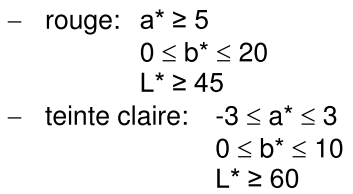 – rouge: a* ≥ 5
0 ≤ b* ≤ 20
L* ≥ 45
– teinte claire: -3 ≤ a* ≤ 3
0 ≤ b* ≤ 10
L* ≥ 60